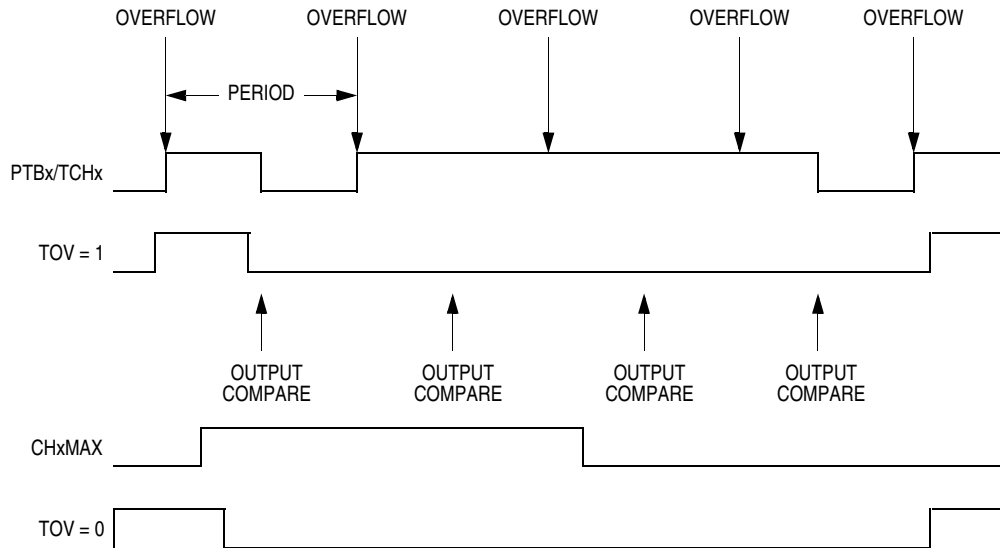 OVERFLOW OVERFLOW OVERFLOW OVERFLOW OVERFLOW
PERIOD
PTBx/TCHx
TOV = 1
OUTPUT COMPARE
OUTPUT COMPARE
OUTPUT COMPARE
OUTPUT COMPARE
CHxMAX
TOV = 0